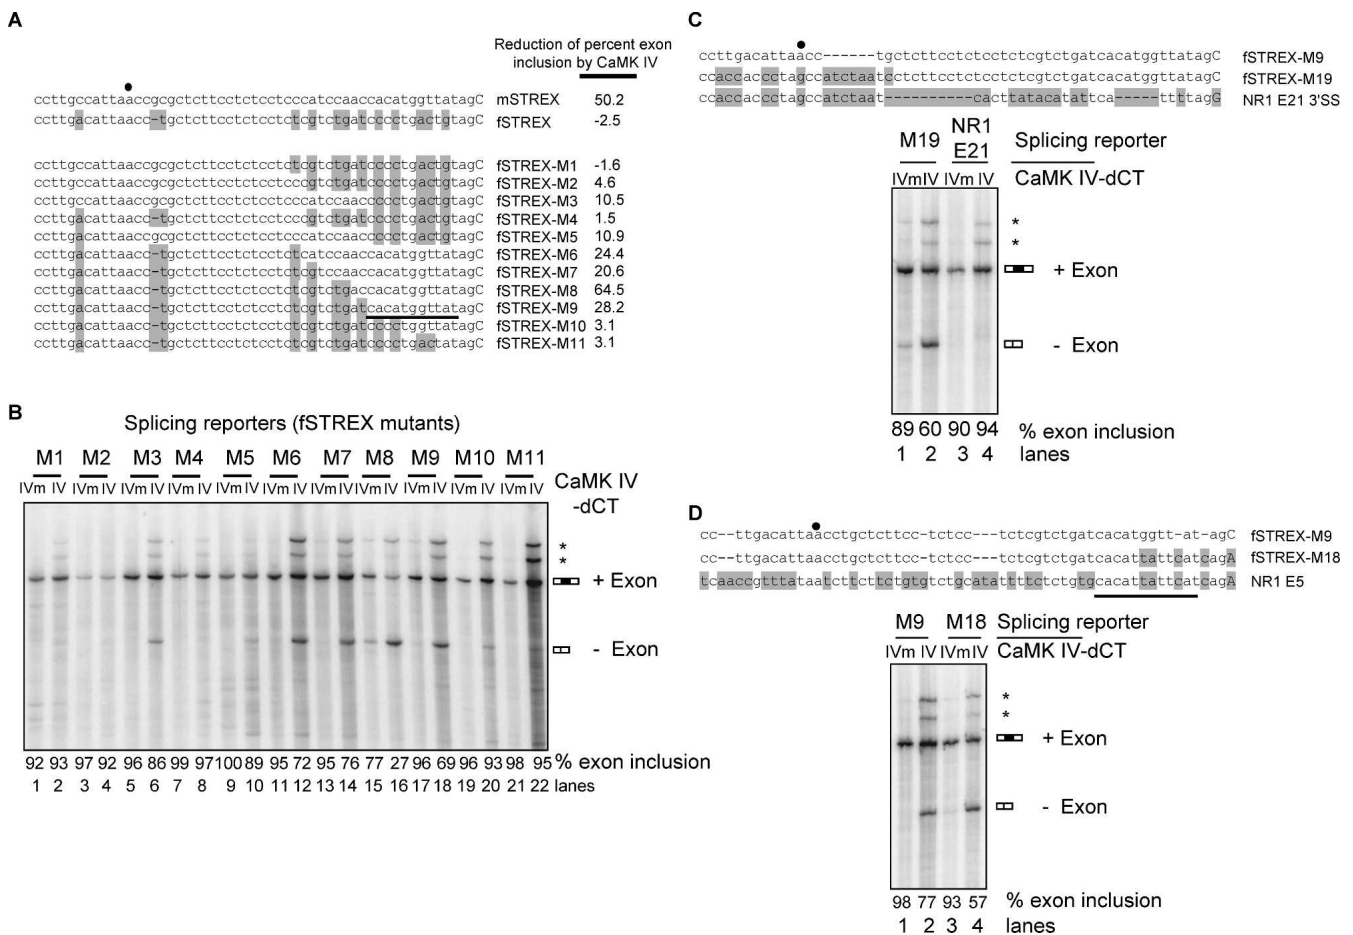 A
Reduction of percent exon
inclusion by CaMK IV
ccttgccattaaccgcgctcttcctctcctcccatccaaccacatggttatagC mSTREX 50.2
ccttgacattaacc-tgctcttcctctcctctcgtctgatcccctgactgtagC fSTREX -2.5
ccttgccattaaccgcgctcttcctctcctctcgtctgatcccctgactgtagC fSTREX-M1 -1.6
ccttgccattaaccgcgctcttcctctcctcccgtctgatcccctgactgtagC fSTREX-M2 4.6
ccttgccattaaccgcgctcttcctctcctcccatccaaccccctgactgtagC fSTREX-M3 10.5
ccttgacattaacc-tgctcttcctctcctcccgtctgatcccctgactgtagC fSTREX-M4 1.5
ccttgacattaaccgcgctcttcctctcctcccatccaaccccctgactgtagC fSTREX-M5 10.9
ccttgacattaacc-tgctcttcctctcctctcatccaaccacatggttatagC fSTREX-M6 24.4
ccttgacattaacc-tgctcttcctctcctctcgtccaaccacatggttatagC fSTREX-M7 20.6
ccttgacattaacc-tgctcttcctctcctctcgtctgaccacatggttatagC fSTREX-M8 64.5
ccttgacattaacc-tgctcttcctctcctctcgtctgatcacatggttatagC fSTREX-M9 28.2
ccttgacattaacc-tgctcttcctctcctctcgtctgatcccctggttatagC fSTREX-M10 3.1
ccttgacattaacc-tgctcttcctctcctctcgtctgatcccctgactatagC fSTREX-M11 3.1
B
Splicing reporters (fSTREX mutants)
M1 M2 M3 M4 M5 M6 M7 M8 M9 M10 M11
IVm IV IVm IV IVm IV IVm IV IVm IV IVm IV IVm IV IVm IV IVm IV IVm IV IVm IV
CaMK IV
-dCT
*
*
+ Exon
- Exon
92 93 97 92 96 86 99 97 100 89 95 72 95 76 77 27 96 69 96 93 98 95 % exon inclusion
1 2 3 4 5 6 7 8 9 10 11 12 13 14 15 16 17 18 19 20 21 22 lanes
C
ccttgacattaacc------tgctcttcctctcctctcgtctgatcacatggttatagC fSTREX-M9
ccaccaccctagccatctaatcctcttcctctcctctcgtctgatcacatggttatagC fSTREX-M19
ccaccaccctagccatctaat----------cacttatacatattca-----ttttagG NR1 E21 3'SS
M19 NR1
E21
Splicing reporter
IVm IV IVm IV CaMK IV-dCT
*
*
+ Exon
- Exon
89 60 90 94 % exon inclusion
1 2 3 4 lanes
D
cc--ttgacattaacctgctcttcc-tctcc---tctcgtctgatcacatggtt-at-agC fSTREX-M9
cc--ttgacattaacctgctcttcc-tctcc---tctcgtctgatcacattattcatcagA fSTREX-M18
tcaaccgtttataatcttcttctgtgtctgcatattttctctgtgcacattattcatcagA NR1 E5
M9 M18 Splicing reporter
IVm IV IVm IV CaMK IV-dCT
*
*
+ Exon
- Exon
98 77 93 57 % exon inclusion
1 2 3 4 lanes